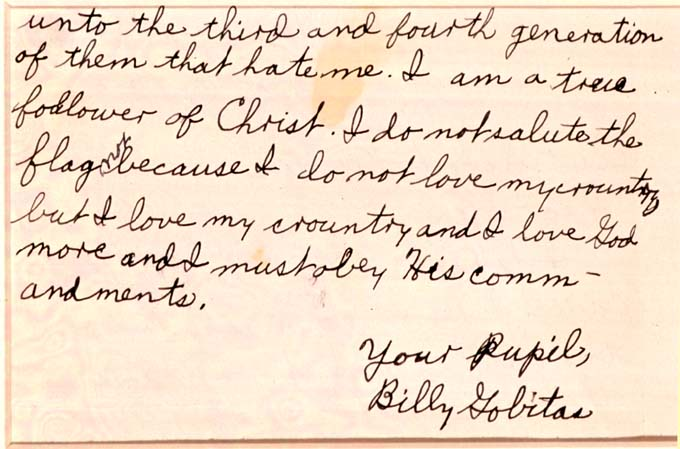 unto the third and fourth generation
of them that hate me. I am a true
follower of Christ. I do not salute the
flag not because I do not love my crountry
but I love my crountry and I love God
more and I must obey His comm-
andments.
Your Pupil,
Billy Gobitas